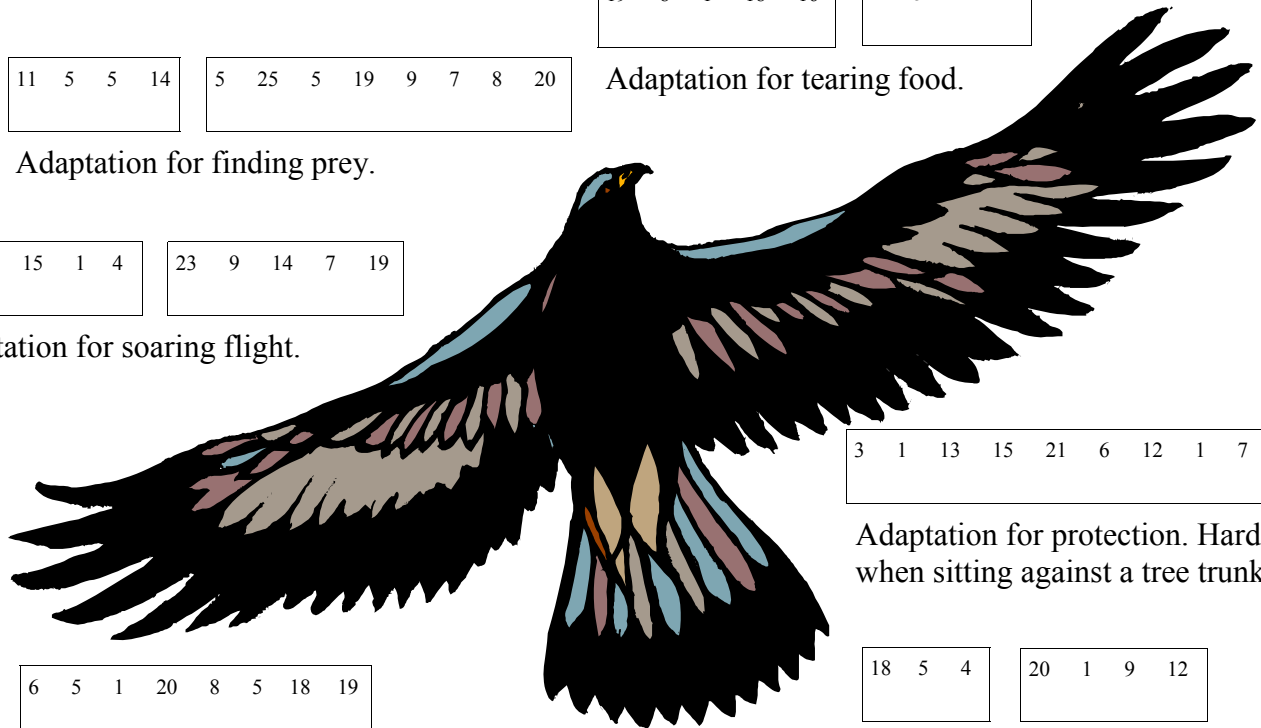 11 5 5 14 5 25 5 19 9 7 8 20
Adaptation for tearing food.
Adaptation for finding prey.
15 1 4 23 9 14 7 19
tation for soaring flight.
3 1 13 15 21 6 12 1 7
Adaptation for protection. Hard
when sitting against a tree trunk
18 5 4 20 1 9 12
6 5 1 20 8 5 18 19